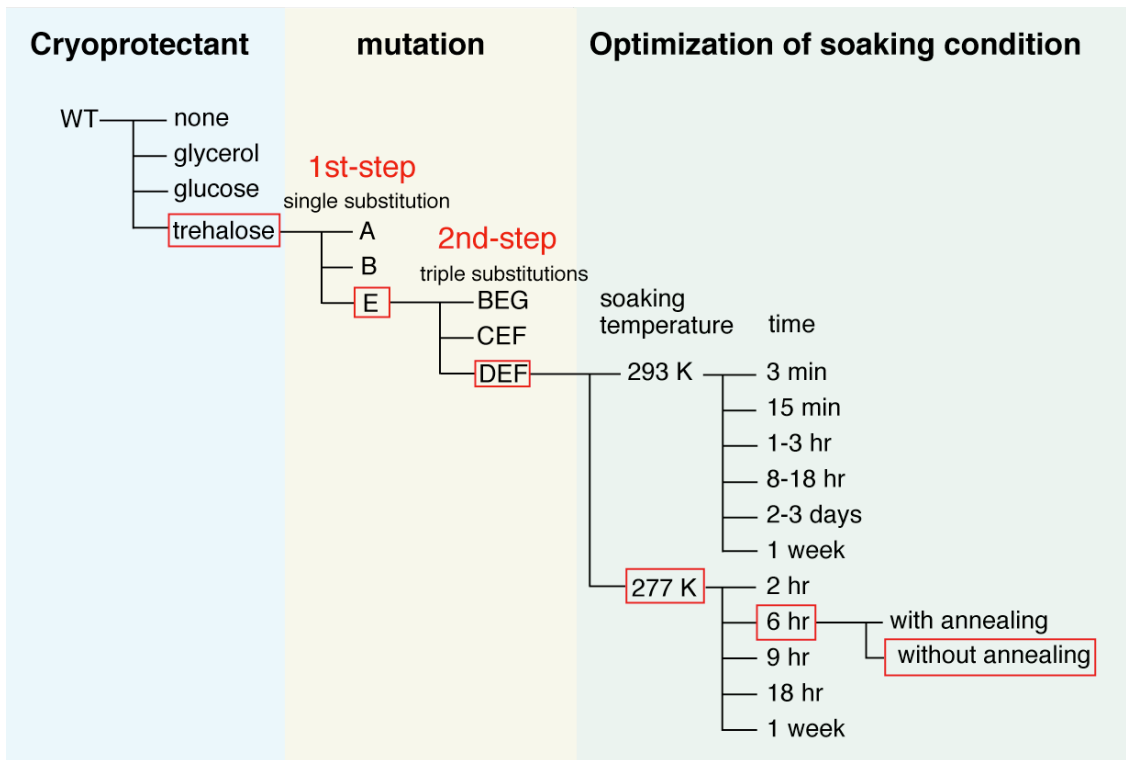 Cryoprotectant
mutation
Optimization of soaking condition
WT
none
glycerol
glucose
trehalose
1st-step
single substitution
A
B
E
2nd-step
triple substitutions
BEG
CEF
DEF
soaking
temperature
time
293 K
3 min
15 min
1-3 hr
8-18 hr
2-3 days
1 week
277 K
2 hr
6 hr
with annealing
without annealing
9 hr
18 hr
1 week